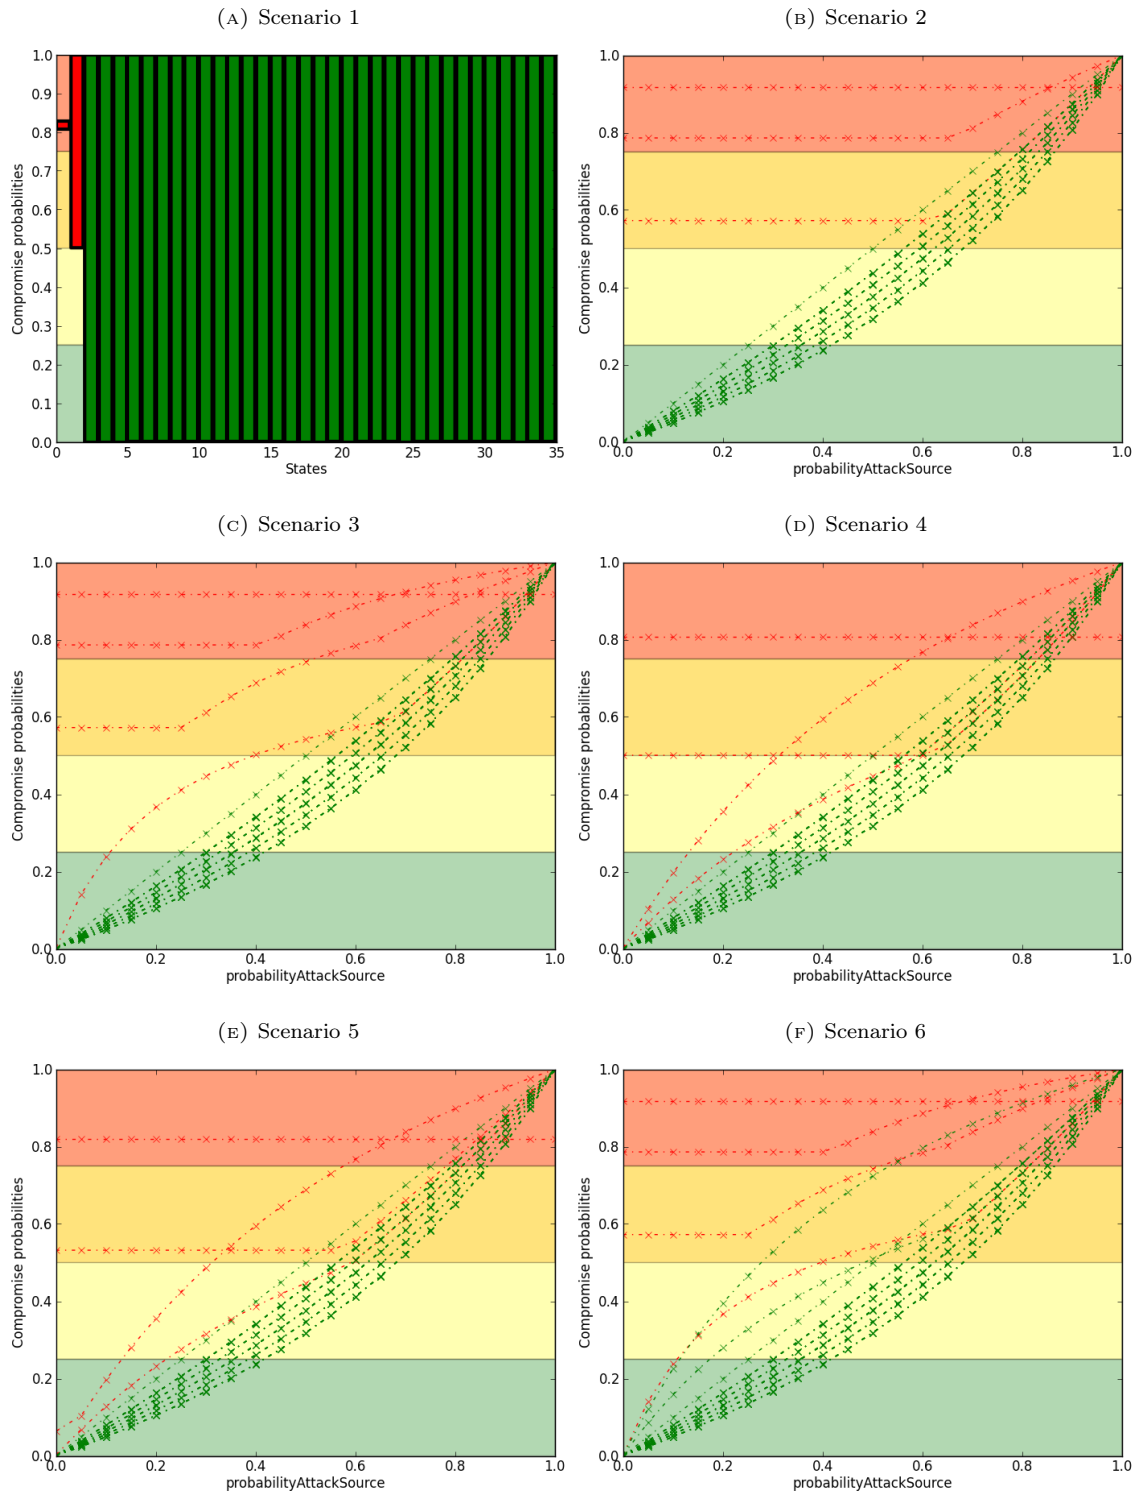 (A) Scenario 1
(B) Scenario 2
1.0
0.9
0.8
0.7
0.6
0.5
0.4
0.3
0.2
0.1
0.0
Compromise probabilities
0 5 10 15 20 25 30 35
States
1.0
0.8
0.6
0.4
0.2
0.0
Compromise probabilities
0.0 0.2 0.4 0.6 0.8 1.0
probabilityAttackSource
(C) Scenario 3
(D) Scenario 4
1.0
0.8
0.6
0.4
0.2
0.0
Compromise probabilities
0.0 0.2 0.4 0.6 0.8 1.0
probabilityAttackSource
1.0
0.8
0.6
0.4
0.2
0.0
Compromise probabilities
0.0 0.2 0.4 0.6 0.8 1.0
probabilityAttackSource
(E) Scenario 5
(F) Scenario 6
1.0
0.8
0.6
0.4
0.2
0.0
Compromise probabilities
0.0 0.2 0.4 0.6 0.8 1.0
probabilityAttackSource
1.0
0.8
0.6
0.4
0.2
0.0
Compromise probabilities
0.0 0.2 0.4 0.6 0.8 1.0
probabilityAttackSource